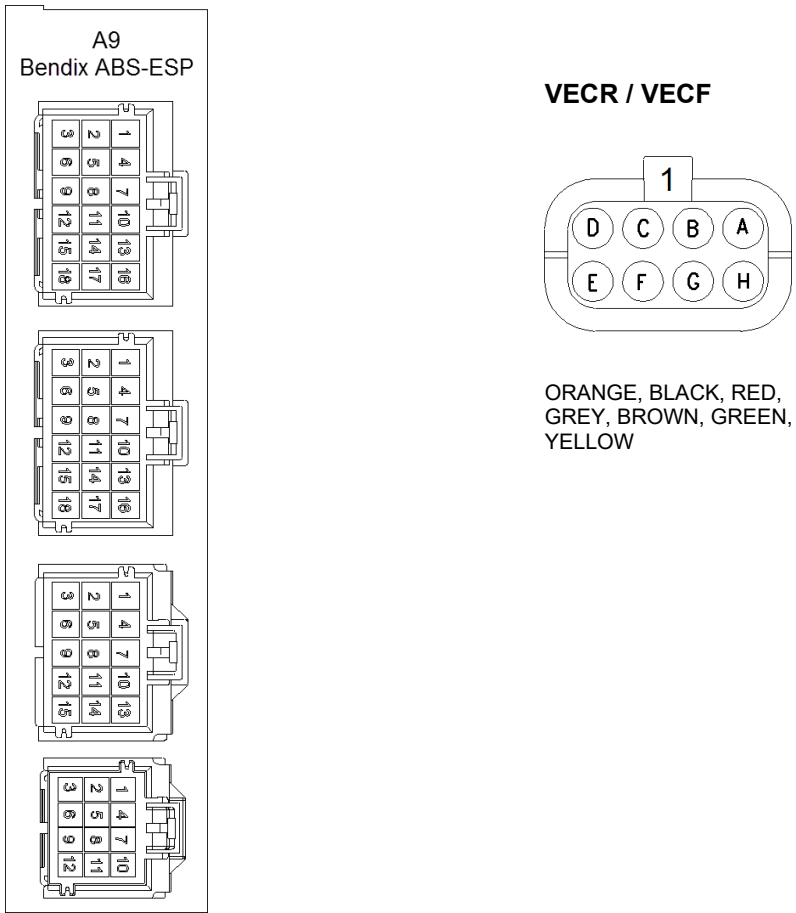 A9
Bendix ABS-ESP
3 2 1
6 5 4
9 8 7
12 11 10
15 14 13
18 17 16
3 2 1
6 5 4
9 8 7
12 11 10
15 14 13
18 17 16
3 2 1
6 5 4
9 8 7
12 11 10
15 14 13
3 2 1
6 5 4
9 8 7
12 11 10
VECR / VECF
1
D C B A
E F G H
ORANGE, BLACK, RED,
GREY, BROWN, GREEN,
YELLOW